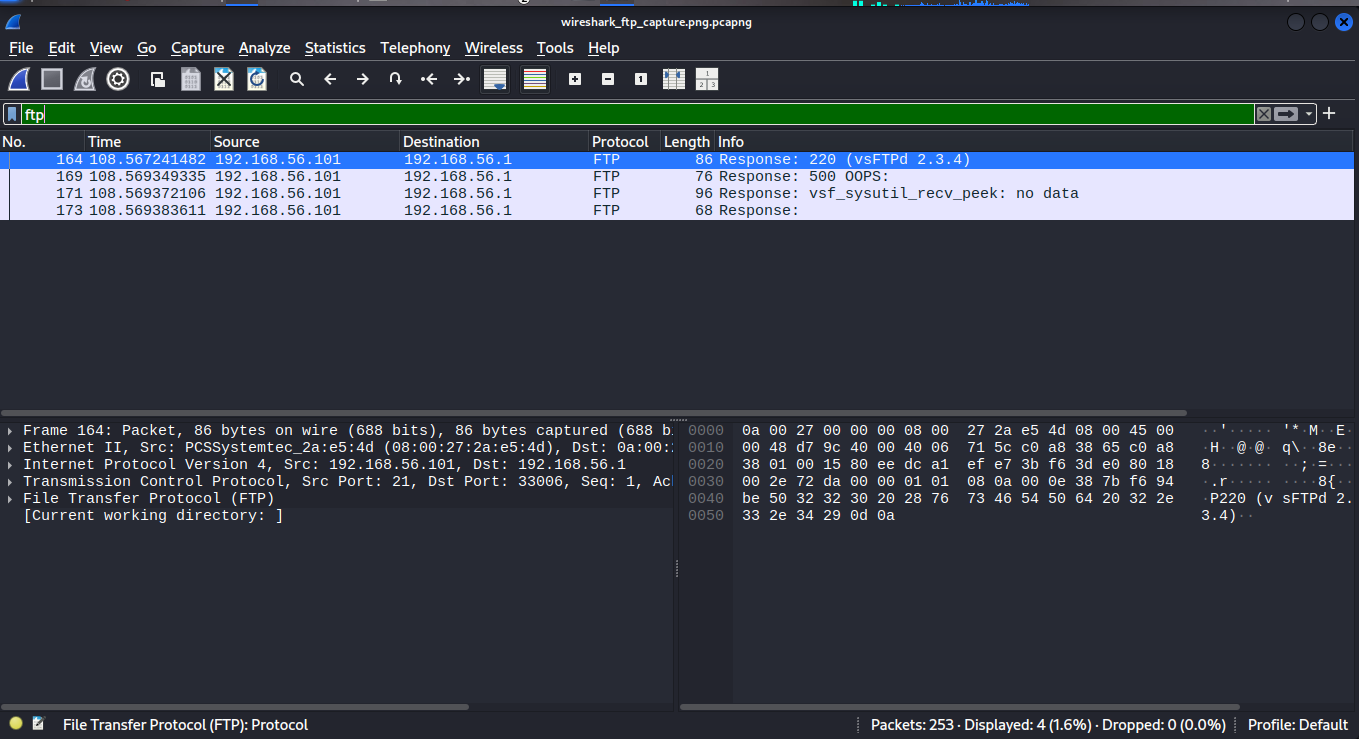 wireshark_ftp_capture.png.pcapng
File Edit View Go Capture Analyze Statistics Telephony Wireless Tools Help
ftp
No. Time Source Destination Protocol Length Info
164 108.567241482 192.168.56.101 192.168.56.1 FTP 86 Response: 220 (vsFTPd 2.3.4)
169 108.569349335 192.168.56.101 192.168.56.1 FTP 76 Response: 500 OOPS:
171 108.569372106 192.168.56.101 192.168.56.1 FTP 96 Response: vsf_sysutil_recv_peek: no data
173 108.569383611 192.168.56.101 192.168.56.1 FTP 68 Response:
Frame 164: Packet, 86 bytes on wire (688 bits), 86 bytes captured (688 b
Ethernet II, Src: PCSSystemtec_2a:e5:4d (08:00:27:2a:e5:4d), Dst: 0a:00:
Internet Protocol Version 4, Src: 192.168.56.101, Dst: 192.168.56.1
Transmission Control Protocol, Src Port: 21, Dst Port: 33006, Seq: 1, Ac
File Transfer Protocol (FTP)
[Current working directory: ]
0000 0a 00 27 00 00 00 08 00 27 2a e5 4d 08 00 45 00 ··'····· '*·M··E·
0010 00 48 d7 9c 40 00 40 06 71 5c c0 a8 38 65 c0 a8 ·H··@·@· q\··8e··
0020 38 01 00 15 80 ee dc a1 ef e7 3b f6 3d e0 80 18 8······· ··;·=···
0030 00 2e 72 da 00 00 01 01 08 0a 00 0e 38 7b f6 94 ·.r····· ····8{··
0040 be 50 32 32 30 20 28 76 73 46 54 50 64 20 32 2e ·P220 (v sFTPd 2.
0050 33 2e 34 29 0d 0a 3.4)··
File Transfer Protocol (FTP): Protocol
Packets: 253 · Displayed: 4 (1.6%) · Dropped: 0 (0.0%)
Profile: Default